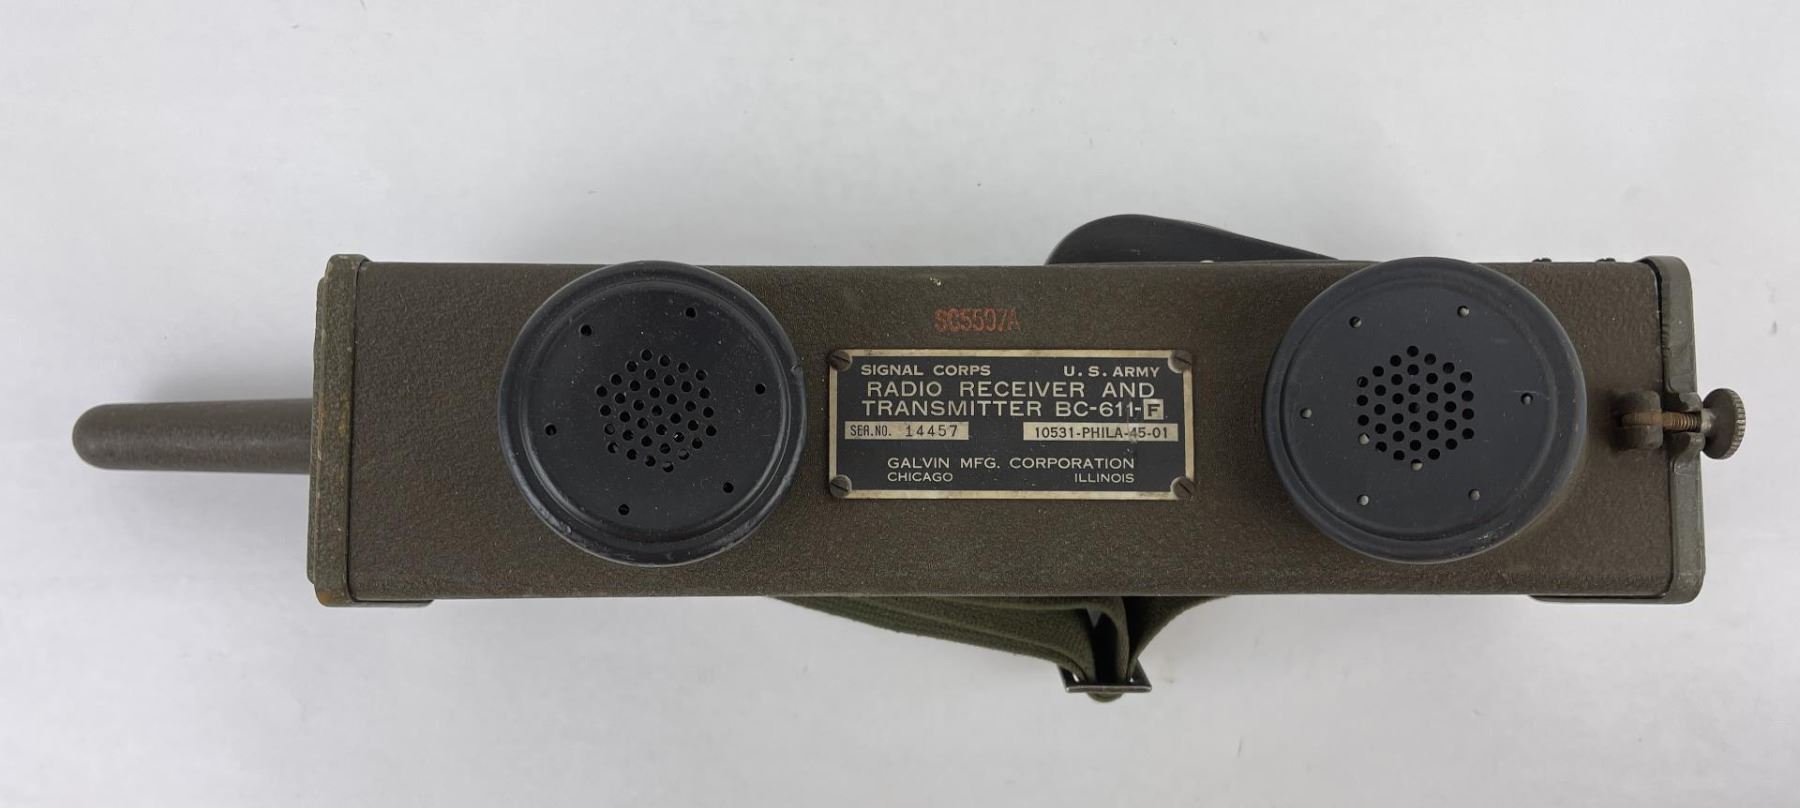 SC5597A
SIGNAL CORPS U.S. ARMY
RADIO RECEIVER AND
TRANSMITTER BC-611-F
SER.NO. 14457 10531-PHILA-45-01
GALVIN MFG. CORPORATION
CHICAGO ILLINOIS